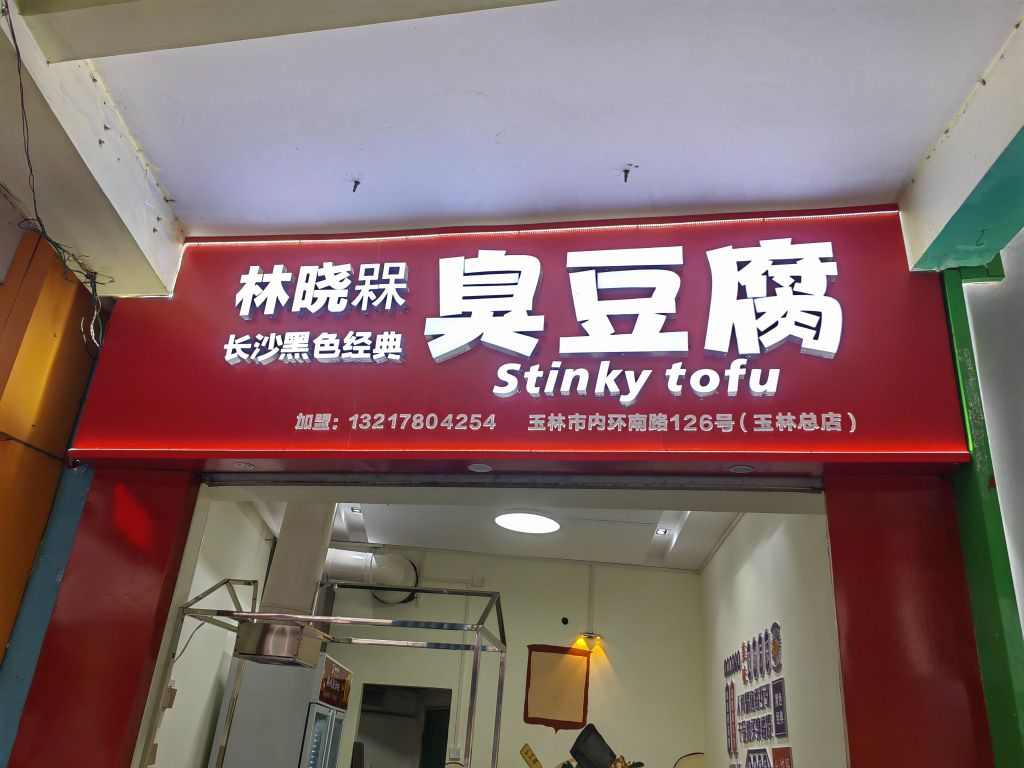 林晓槑
臭豆腐
长沙黑色经典
Stinky tofu
加盟：13217804254 玉林市内环南路126号（玉林总店）